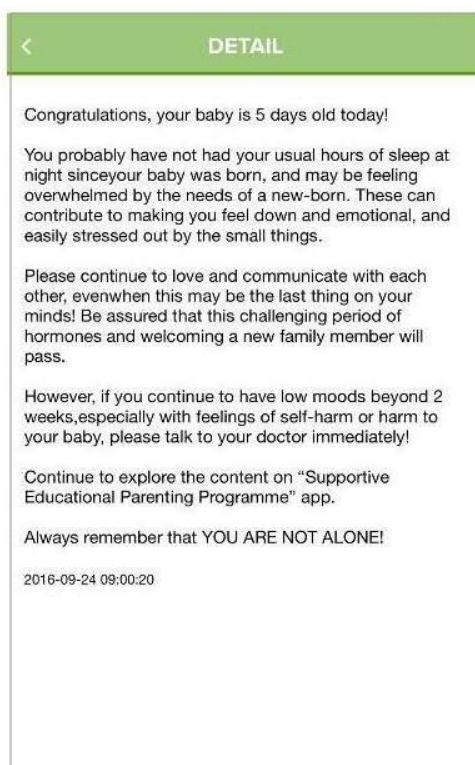 DETAIL
Congratulations, your baby is 5 days old today!
You probably have not had your usual hours of sleep at
night sinceyour baby was born, and may be feeling
overwhelmed by the needs of a new-born. These can
contribute to making you feel down and emotional, and
easily stressed out by the small things.
Please continue to love and communicate with each
other, evenwhen this may be the last thing on your
minds! Be assured that this challenging period of
hormones and welcoming a new family member will
pass.
However, if you continue to have low moods beyond 2
weeks,especially with feelings of self-harm or harm to
your baby, please talk to your doctor immediately!
Continue to explore the content on “Supportive
Educational Parenting Programme” app.
Always remember that YOU ARE NOT ALONE!
2016-09-24 09:00:20